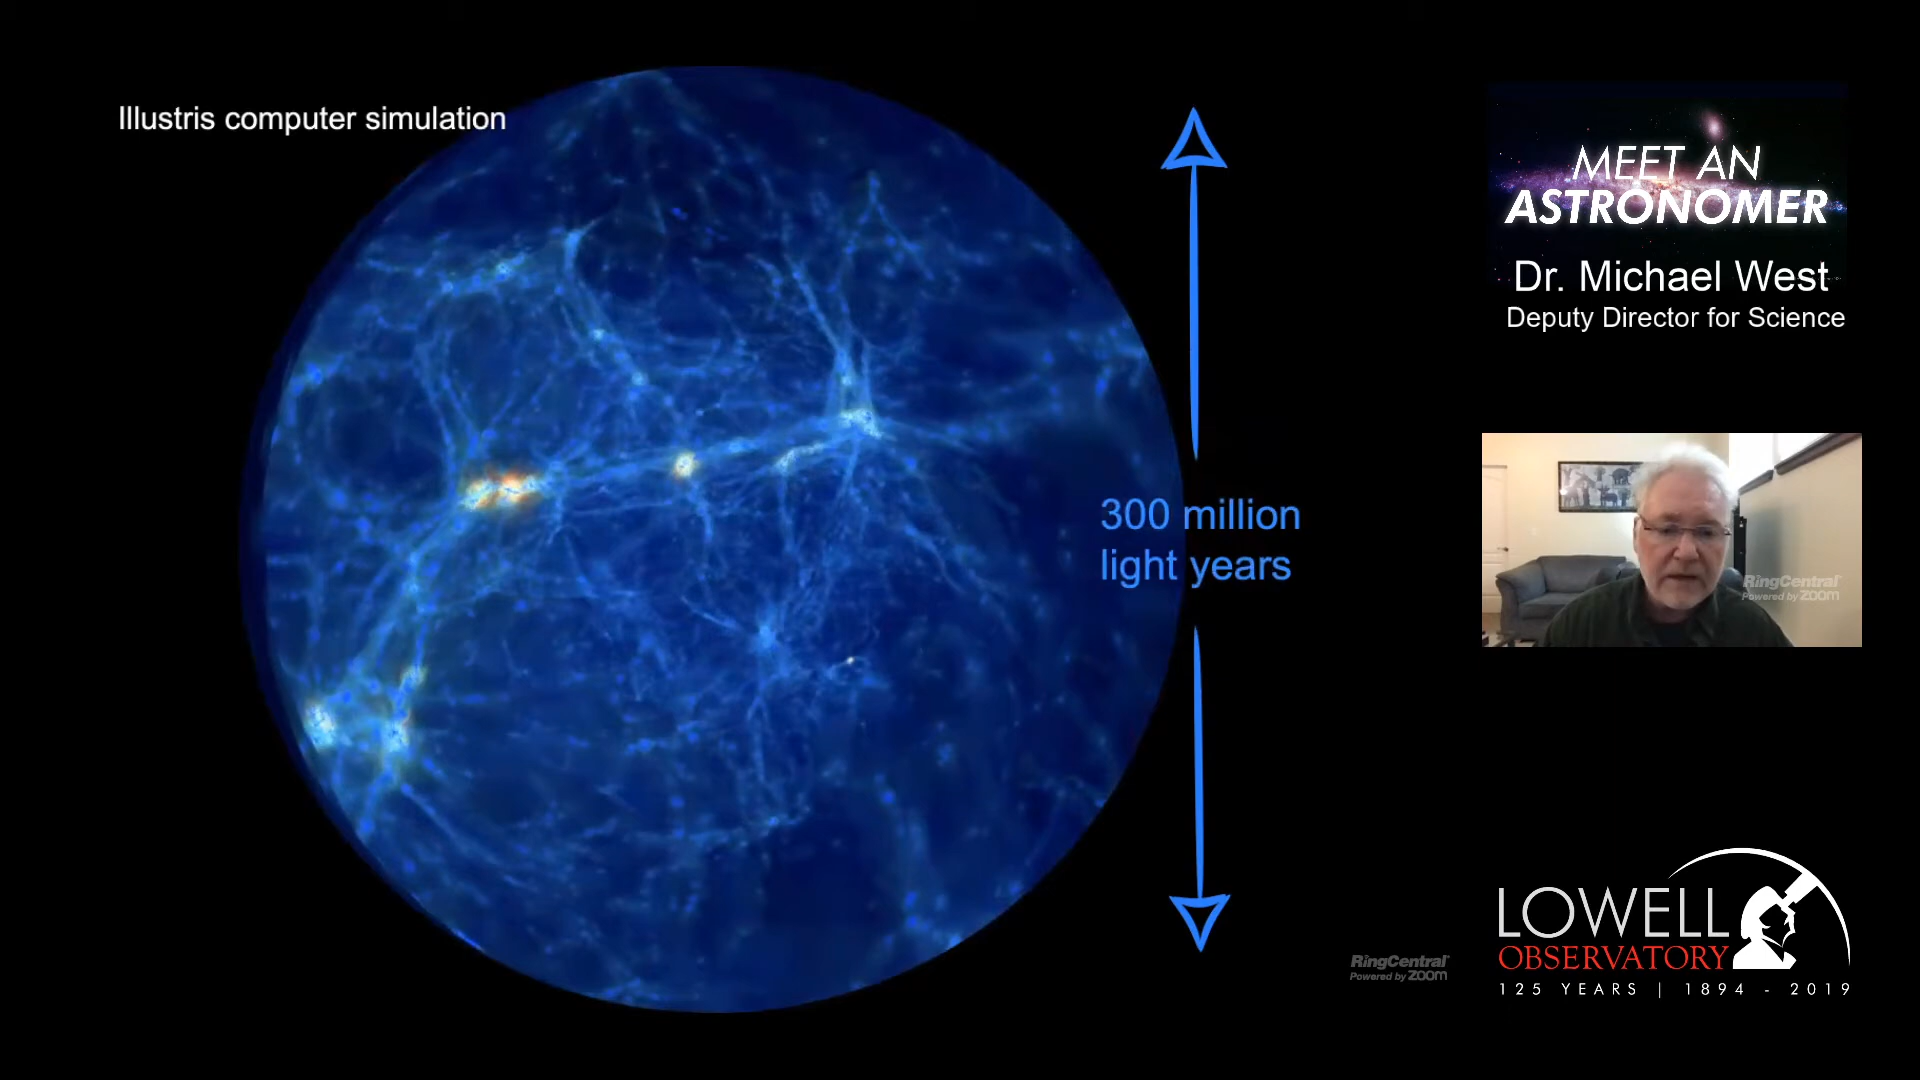 Illustris computer simulation
300 million
light years
MEET AN
ASTRONOMER
Dr. Michael West
Deputy Director for Science
RingCentral
Powered by zoom
RingCentral
Powered by zoom
LOWELL
OBSERVATORY
125 YEARS | 1894 - 2019